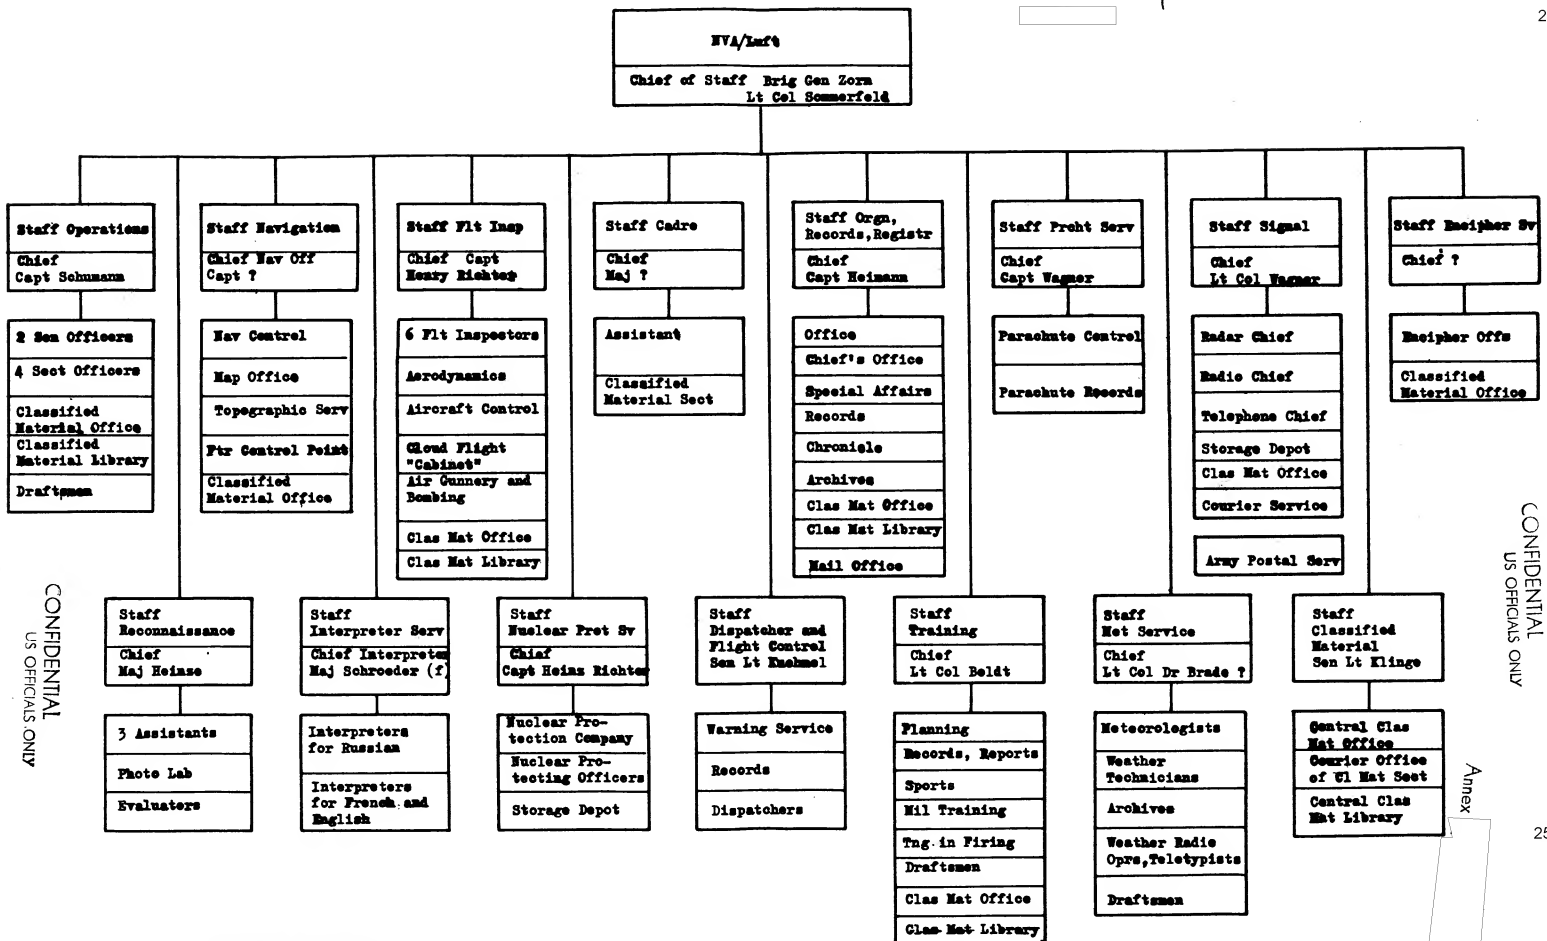 2
NVA/Luft
Chief of Staff Brig Gen Zorn
Lt Col Sommerfeld
Staff Operations
Chief
Capt Schumann
2 Sen Officers
4 Sect Officers
Classified
Material Office
Classified
Material Library
Draftsmen
Staff Navigation
Chief Nav Off
Capt ?
Nav Control
Map Office
Topographic Serv
Ftr Control Point
Classified
Material Office
Staff Flt Insp
Chief Capt
Henry Richter
6 Flt Inspectors
Aerodynamics
Aircraft Control
Cloud Flight
"Cabinet"
Air Gunnery and
Bombing
Clas Mat Office
Clas Mat Library
Staff Cadre
Chief
Maj ?
Assistant
Classified
Material Sect
Staff Orgn,
Records,Registr
Chief
Capt Heimann
Office
Chief's Office
Special Affairs
Records
Chronicle
Archives
Clas Mat Office
Clas Mat Library
Mail Office
Staff Prcht Serv
Chief
Capt Wagner
Parachute Control
Parachute Records
Staff Signal
Chief
Lt Col Wagner
Radar Chief
Radio Chief
Telephone Chief
Storage Depot
Clas Mat Office
Courier Service
Army Postal Serv
Staff Encipher Sv
Chief ?
Encipher Offs
Classified
Material Office
Staff
Reconnaissance
Chief
Maj Heinse
3 Assistants
Photo Lab
Evaluaters
Staff
Interpreter Serv
Chief Interpreter
Maj Schroeder (f)
Interpreters
for Russian
Interpreters
for French and
English
Staff
Nuclear Prot Sv
Chief
Capt Heinz Richter
Nuclear Pro-
tection Company
Nuclear Pro-
tecting Officers
Storage Depot
Staff
Dispatcher and
Flight Control
Sen Lt Kuehmel
Warning Service
Records
Dispatchers
Staff
Training
Chief
Lt Col Boldt
Planning
Records, Reports
Sports
Mil Training
Tng in Firing
Draftsmen
Clas Mat Office
Clas Mat Library
Staff
Met Service
Chief
Lt Col Dr Brade ?
Meteorologists
Weather
Technicians
Archives
Weather Radio
Oprs,Teletypists
Draftsmen
Staff
Classified
Material
Sen Lt Klinge
Central Clas
Mat Office
Courier Office
of Cl Mat Sect
Central Clas
Mat Library
CONFIDENTIAL
US OFFICIALS ONLY
CONFIDENTIAL
US OFFICIALS ONLY
Annex
25